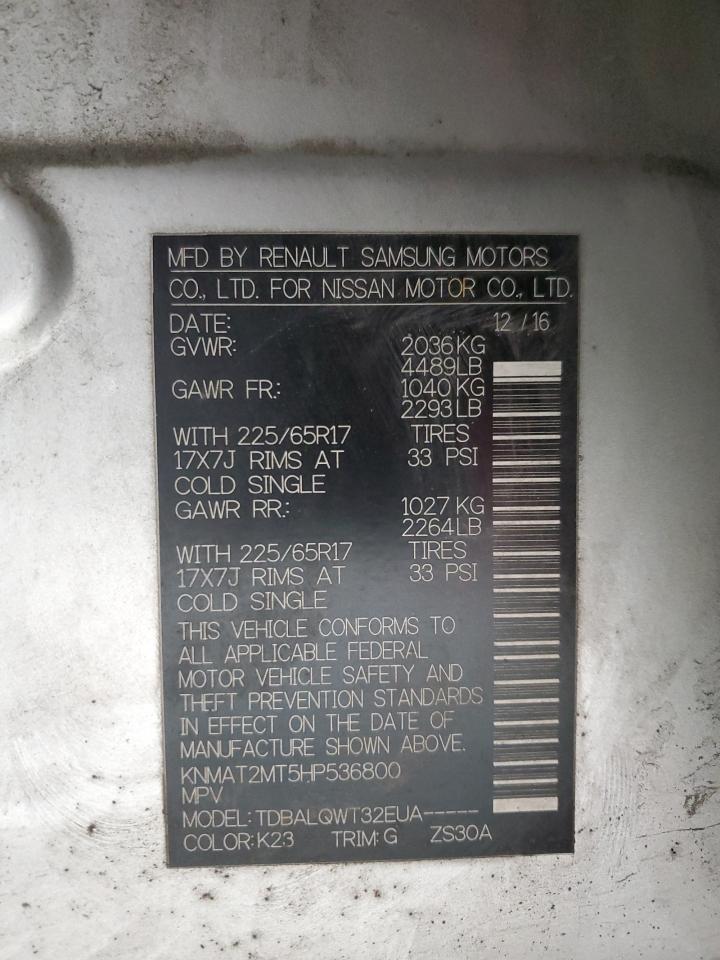 MFD BY RENAULT SAMSUNG MOTORS
CO., LTD. FOR NISSAN MOTOR CO., LTD.
DATE: 12 / 16
GVWR: 2036 KG
4489 LB
GAWR FR.: 1040 KG
2293 LB
WITH 225/65R17 TIRES
17X7J RIMS AT 33 PSI
COLD SINGLE
GAWR RR.: 1027 KG
2264 LB
WITH 225/65R17 TIRES
17X7J RIMS AT 33 PSI
COLD SINGLE
THIS VEHICLE CONFORMS TO
ALL APPLICABLE FEDERAL
MOTOR VEHICLE SAFETY AND
THEFT PREVENTION STANDARDS
IN EFFECT ON THE DATE OF
MANUFACTURE SHOWN ABOVE.
KNMAT2MT5HP536800
MPV
MODEL: TDBALQWT32EUA-----
COLOR: K23 TRIM: G ZS30A